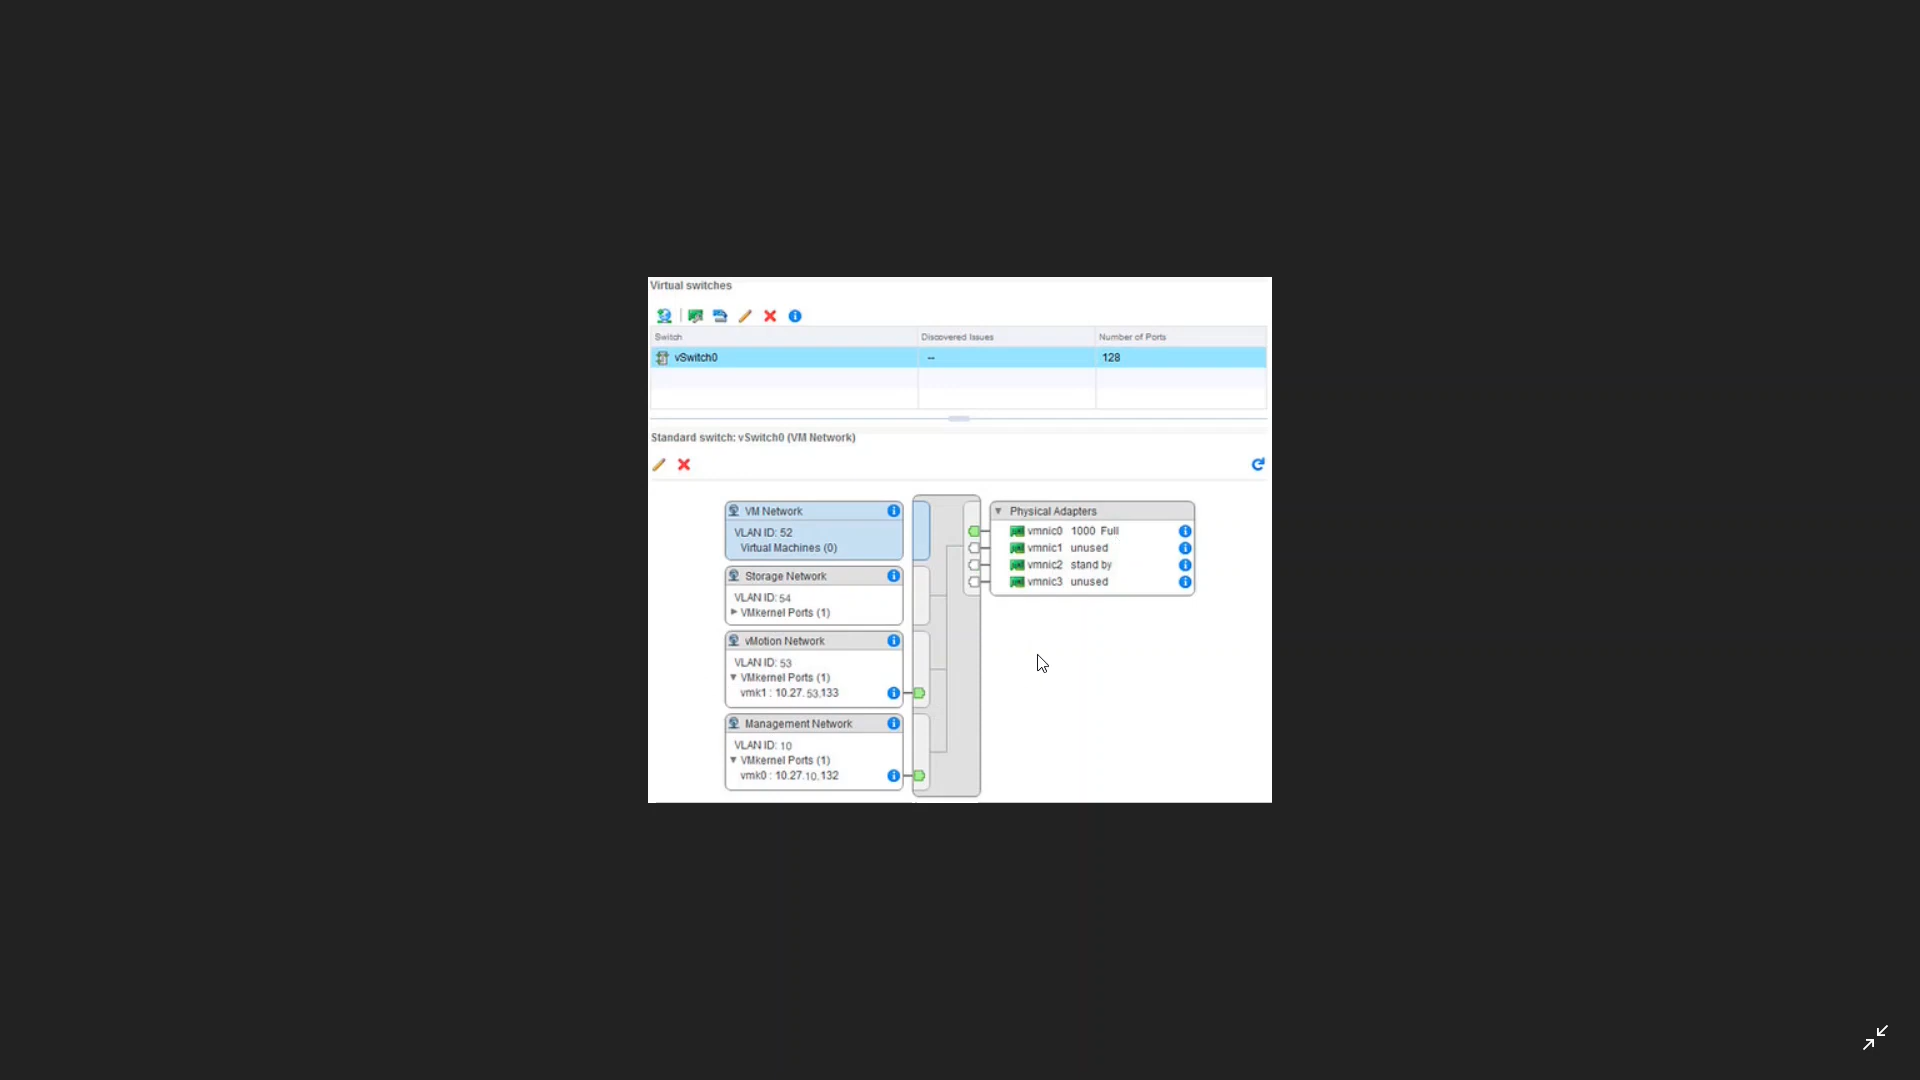 Virtual switches
Switch Discovered Issues Number of Ports
vSwitch0 -- 128
Standard switch: vSwitch0 (VM Network)
VM Network
VLAN ID: 52
Virtual Machines (0)
Storage Network
VLAN ID: 54
VMkernel Ports (1)
vMotion Network
VLAN ID: 53
VMkernel Ports (1)
vmk1 : 10.27.53.133
Management Network
VLAN ID: 10
VMkernel Ports (1)
vmk0 : 10.27.10.132
Physical Adapters
vmnic0 1000 Full
vmnic1 unused
vmnic2 stand by
vmnic3 unused